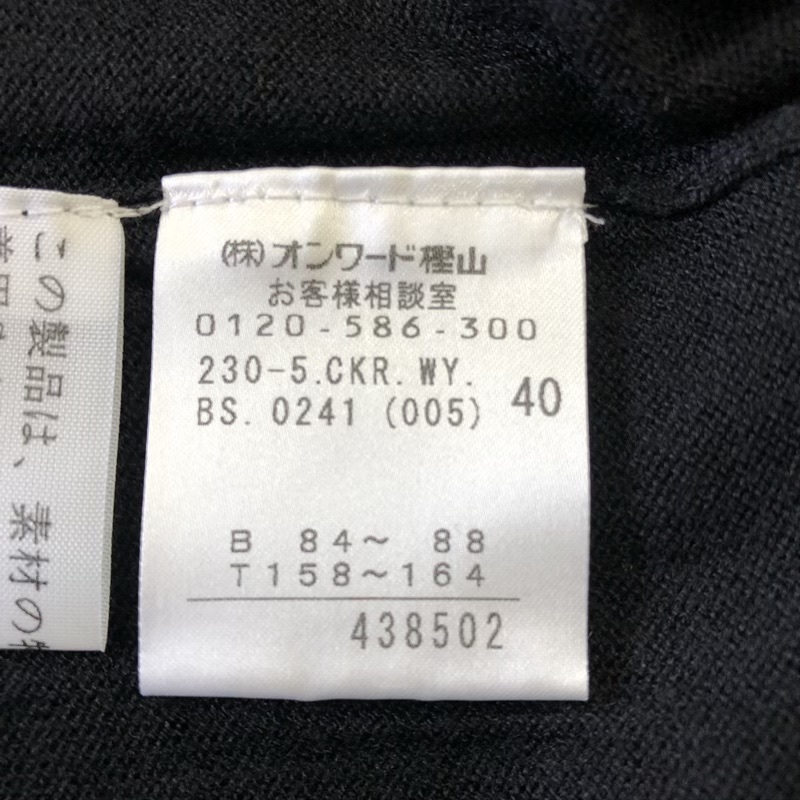 (株)オンワード樫山
お客様相談室
0120-586-300
230-5.CKR.WY.
BS.0241 (005) 40
B 84～ 88
T158～164
438502
この製品は、素材の特